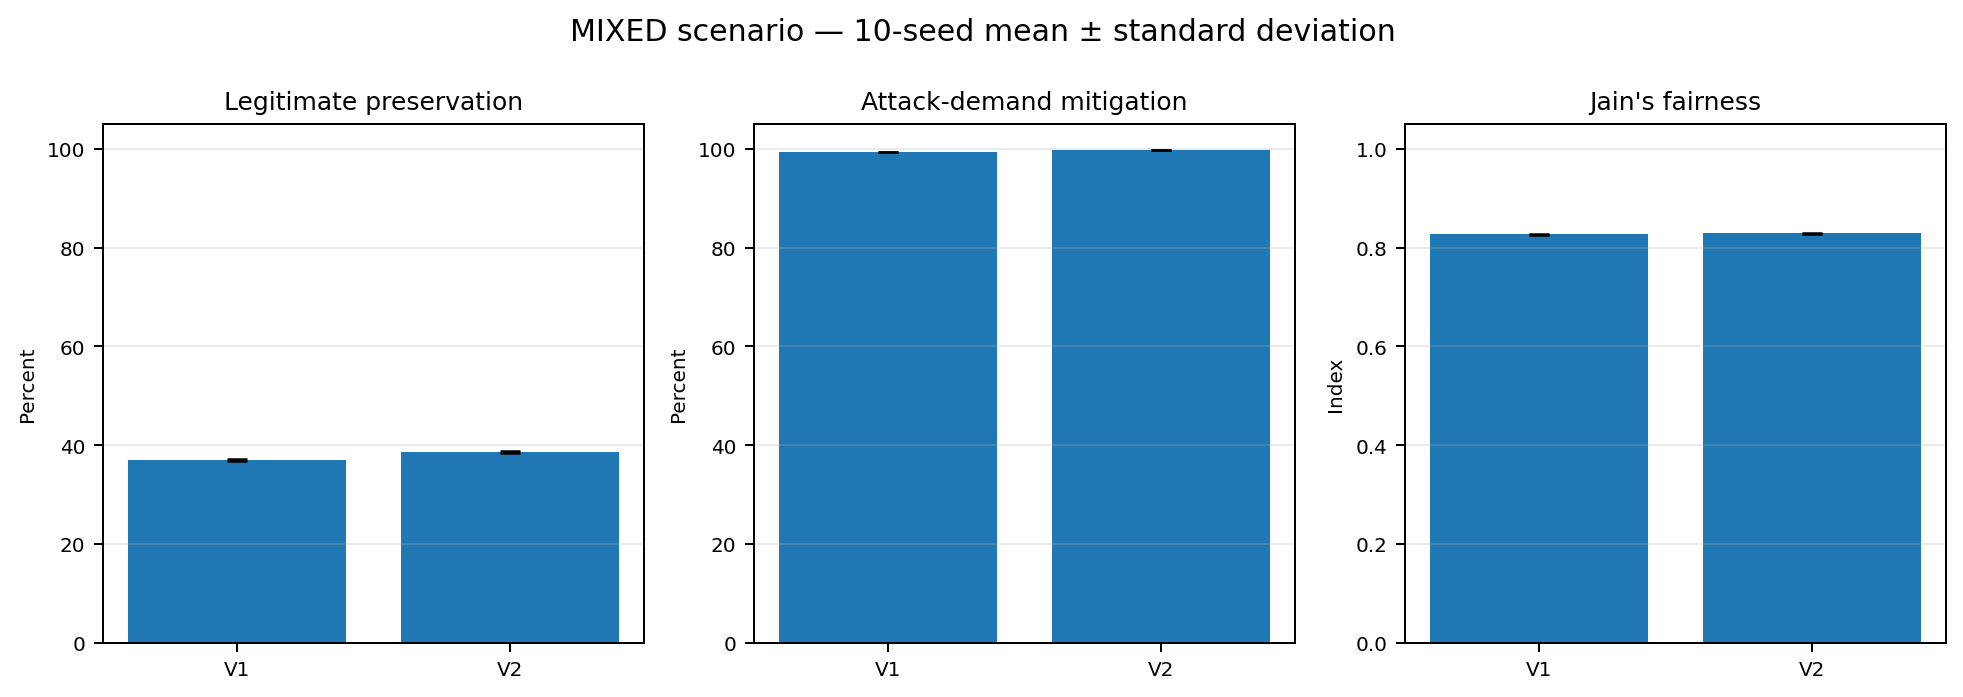 MIXED scenario — 10-seed mean ± standard deviation
Legitimate preservation
Percent
100
80
60
40
20
0
V1
V2
Attack-demand mitigation
Percent
100
80
60
40
20
0
V1
V2
Jain's fairness
Index
1.0
0.8
0.6
0.4
0.2
0.0
V1
V2